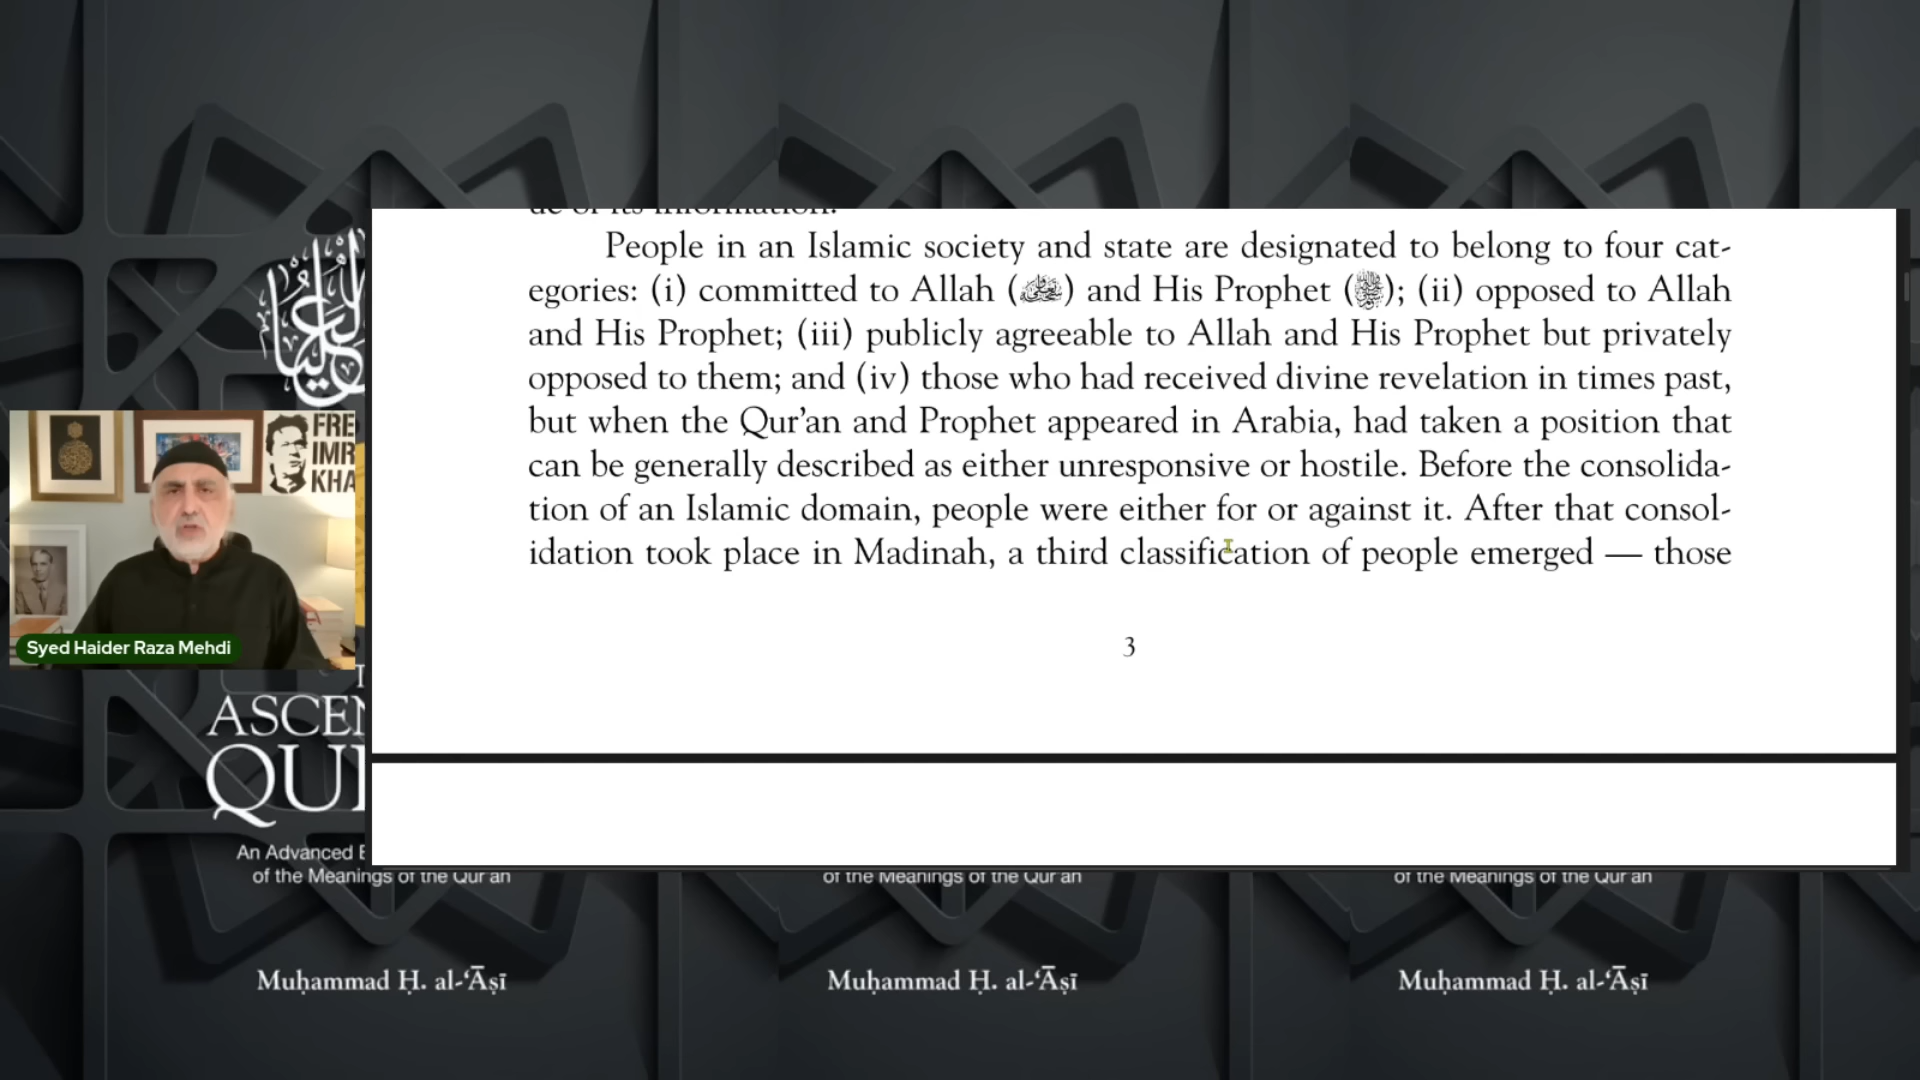 de of its information.
People in an Islamic society and state are designated to belong to four cat-
egories: (i) committed to Allah (ﷻ) and His Prophet (ﷺ); (ii) opposed to Allah
and His Prophet; (iii) publicly agreeable to Allah and His Prophet but privately
opposed to them; and (iv) those who had received divine revelation in times past,
but when the Qur’an and Prophet appeared in Arabia, had taken a position that
can be generally described as either unresponsive or hostile. Before the consolida-
tion of an Islamic domain, people were either for or against it. After that consol-
idation took place in Madinah, a third classification of people emerged — those
3
FRE
IMR
KHA
Syed Haider Raza Mehdi
ASCEN
QU
An Advanced E
of the Meanings of the Qur'an
of the Meanings of the Qur'an
of the Meanings of the Qur'an
Muḥammad Ḥ. al-‘Āṣī
Muḥammad Ḥ. al-‘Āṣī
Muḥammad Ḥ. al-‘Āṣī